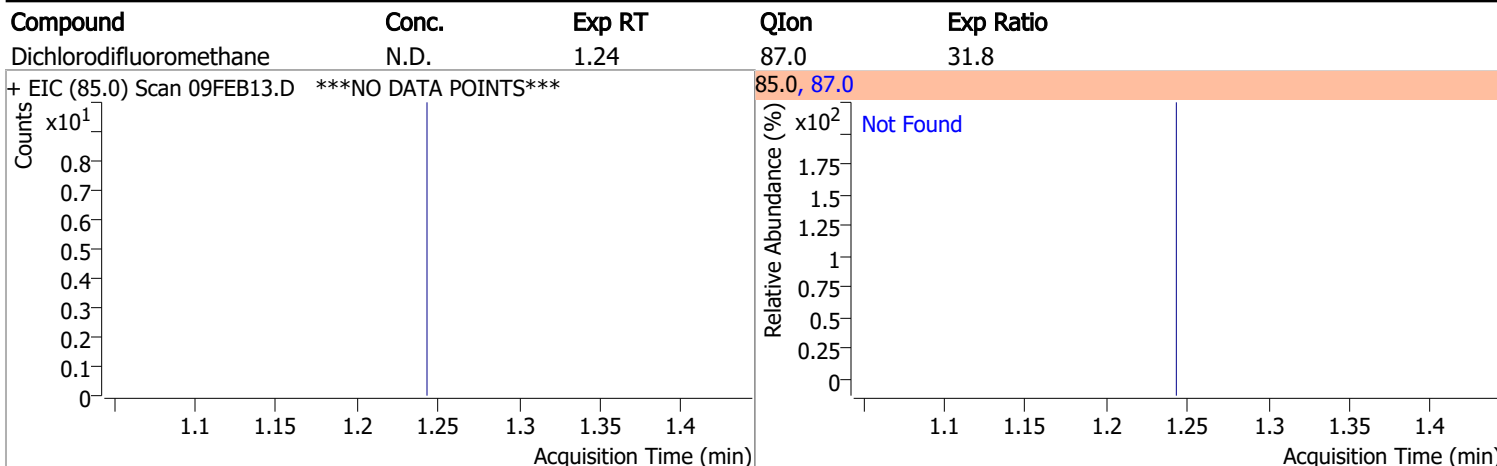 Compound Conc. Exp RT QIon Exp Ratio
Dichlorodifluoromethane N.D. 1.24 87.0 31.8
+ EIC (85.0) Scan 09FEB13.D ***NO DATA POINTS***
Counts
x10¹
0.8
0.7
0.6
0.5
0.4
0.3
0.2
0.1
0
1.1 1.15 1.2 1.25 1.3 1.35 1.4
Acquisition Time (min)
85.0, 87.0
Relative Abundance (%)
x10²
Not Found
1.75
1.5
1.25
1
0.75
0.5
0.25
0
1.1 1.15 1.2 1.25 1.3 1.35 1.4
Acquisition Time (min)